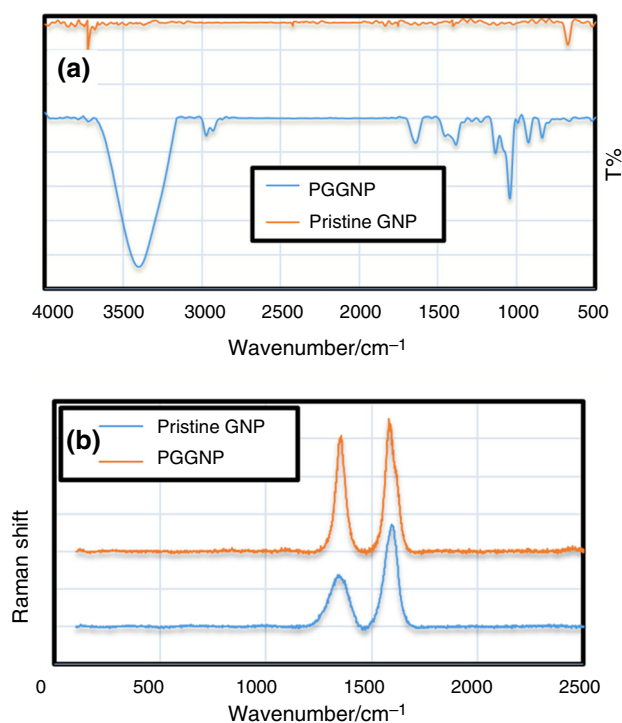 (a)
T%
PGGNP
Pristine GNP
4000 3500 3000 2500 2000 1500 1000 500
Wavenumber/cm⁻¹
(b)
Pristine GNP
PGGNP
Raman shift
0 500 1000 1500 2000 2500
Wavenumber/cm⁻¹